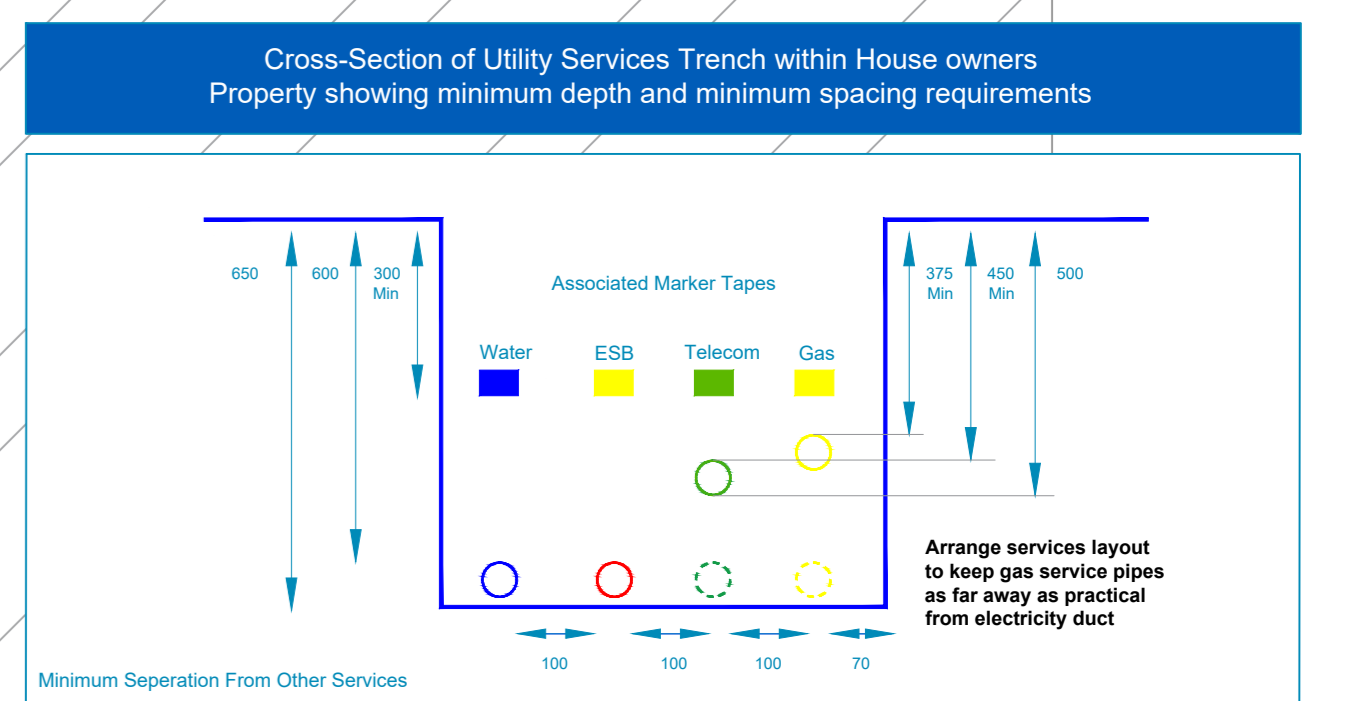 Cross-Section of Utility Services Trench within House owners
Property showing minimum depth and minimum spacing requirements
650
600
300
Min
Associated Marker Tapes
375
Min
450
Min
500
Water
ESB
Telecom
Gas
Arrange services layout
to keep gas service pipes
as far away as practical
from electricity duct
100
100
100
70
Minimum Seperation From Other Services